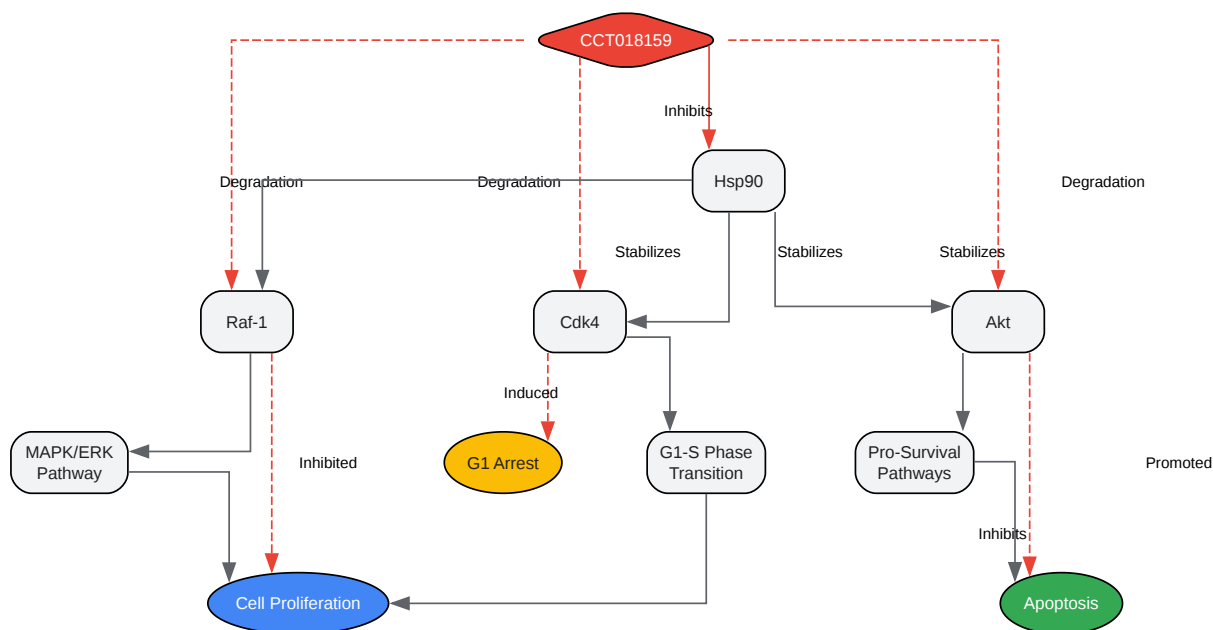 CCT018159
Inhibits
Hsp90
Degradation
Degradation
Degradation
Stabilizes
Stabilizes
Stabilizes
Raf-1
Cdk4
Akt
Induced
MAPK/ERK
Pathway
Inhibited
G1 Arrest
G1-S Phase
Transition
Pro-Survival
Pathways
Promoted
Inhibits
Cell Proliferation
Apoptosis